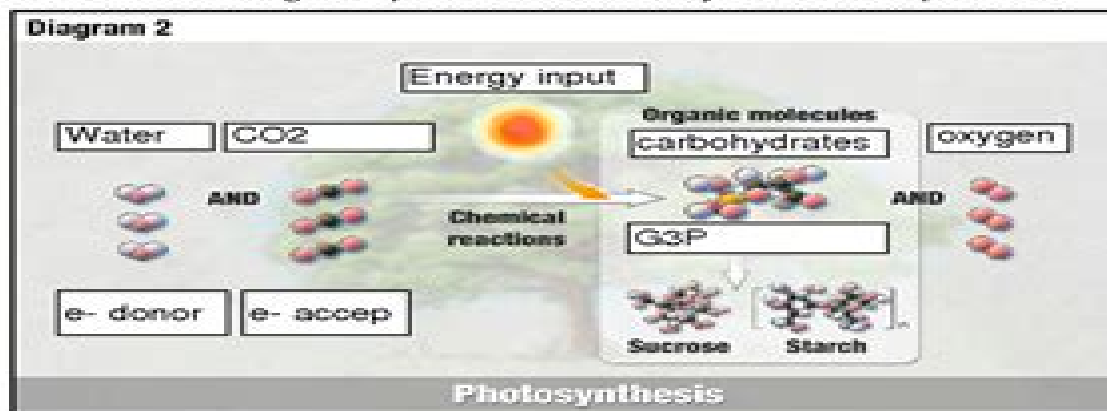 Diagram 2
Energy input
Water CO2
Organic molecules
carbohydrates oxygen
AND AND
Chemical
reactions
G3P
e- donor e- accep
Sucrose Starch
Photosynthesis